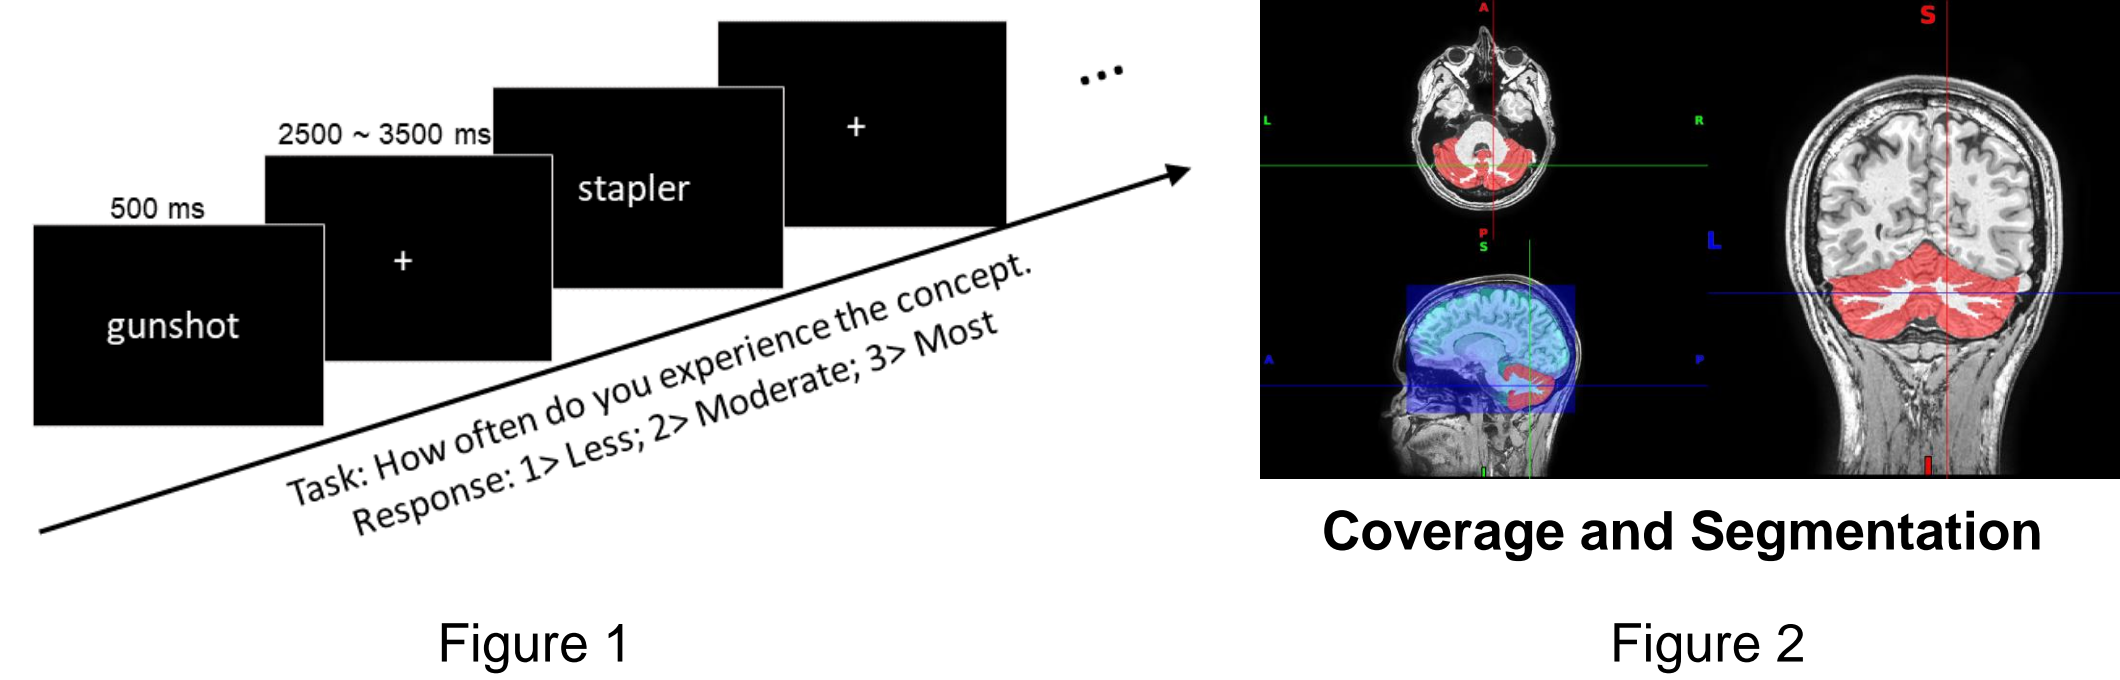 500 ms
gunshot
2500 ~ 3500 ms
+
stapler
+
...
Task: How often do you experience the concept.
Response: 1> Less; 2> Moderate; 3> Most
Figure 1
A
L
R
P
S
A
P
I
S
L
I
Coverage and Segmentation
Figure 2